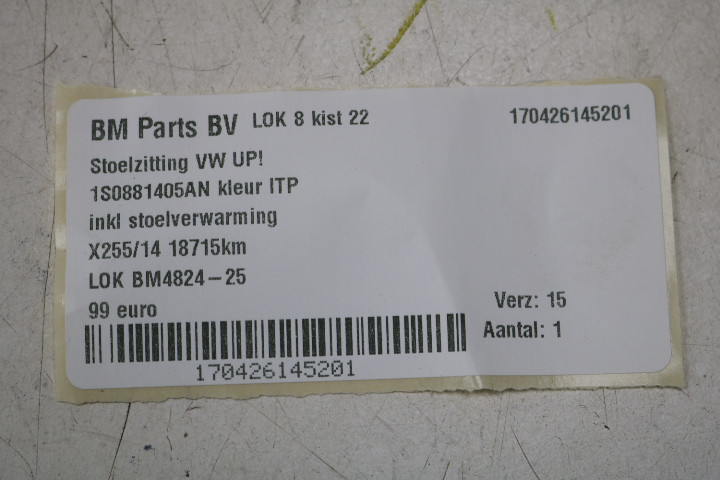 BM Parts BV LOK 8 kist 22 170426145201
Stoelzitting VW UP!
1S0881405AN kleur ITP
inkl stoelverwarming
X255/14 18715km
LOK BM4824-25
99 euro
Verz: 15
Aantal: 1
170426145201